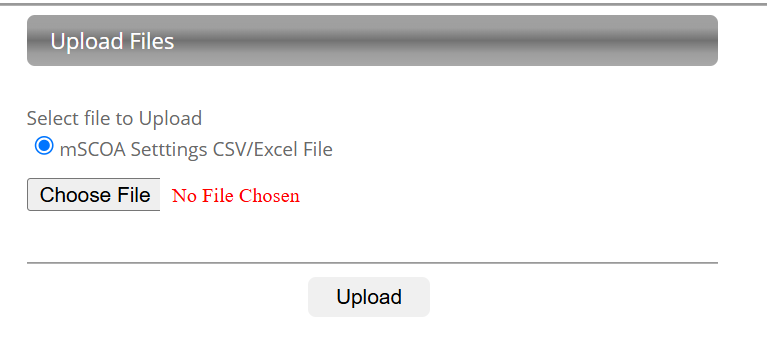 Upload Files
Select file to Upload
mSCOA Setttings CSV/Excel File
Choose File No File Chosen
Upload